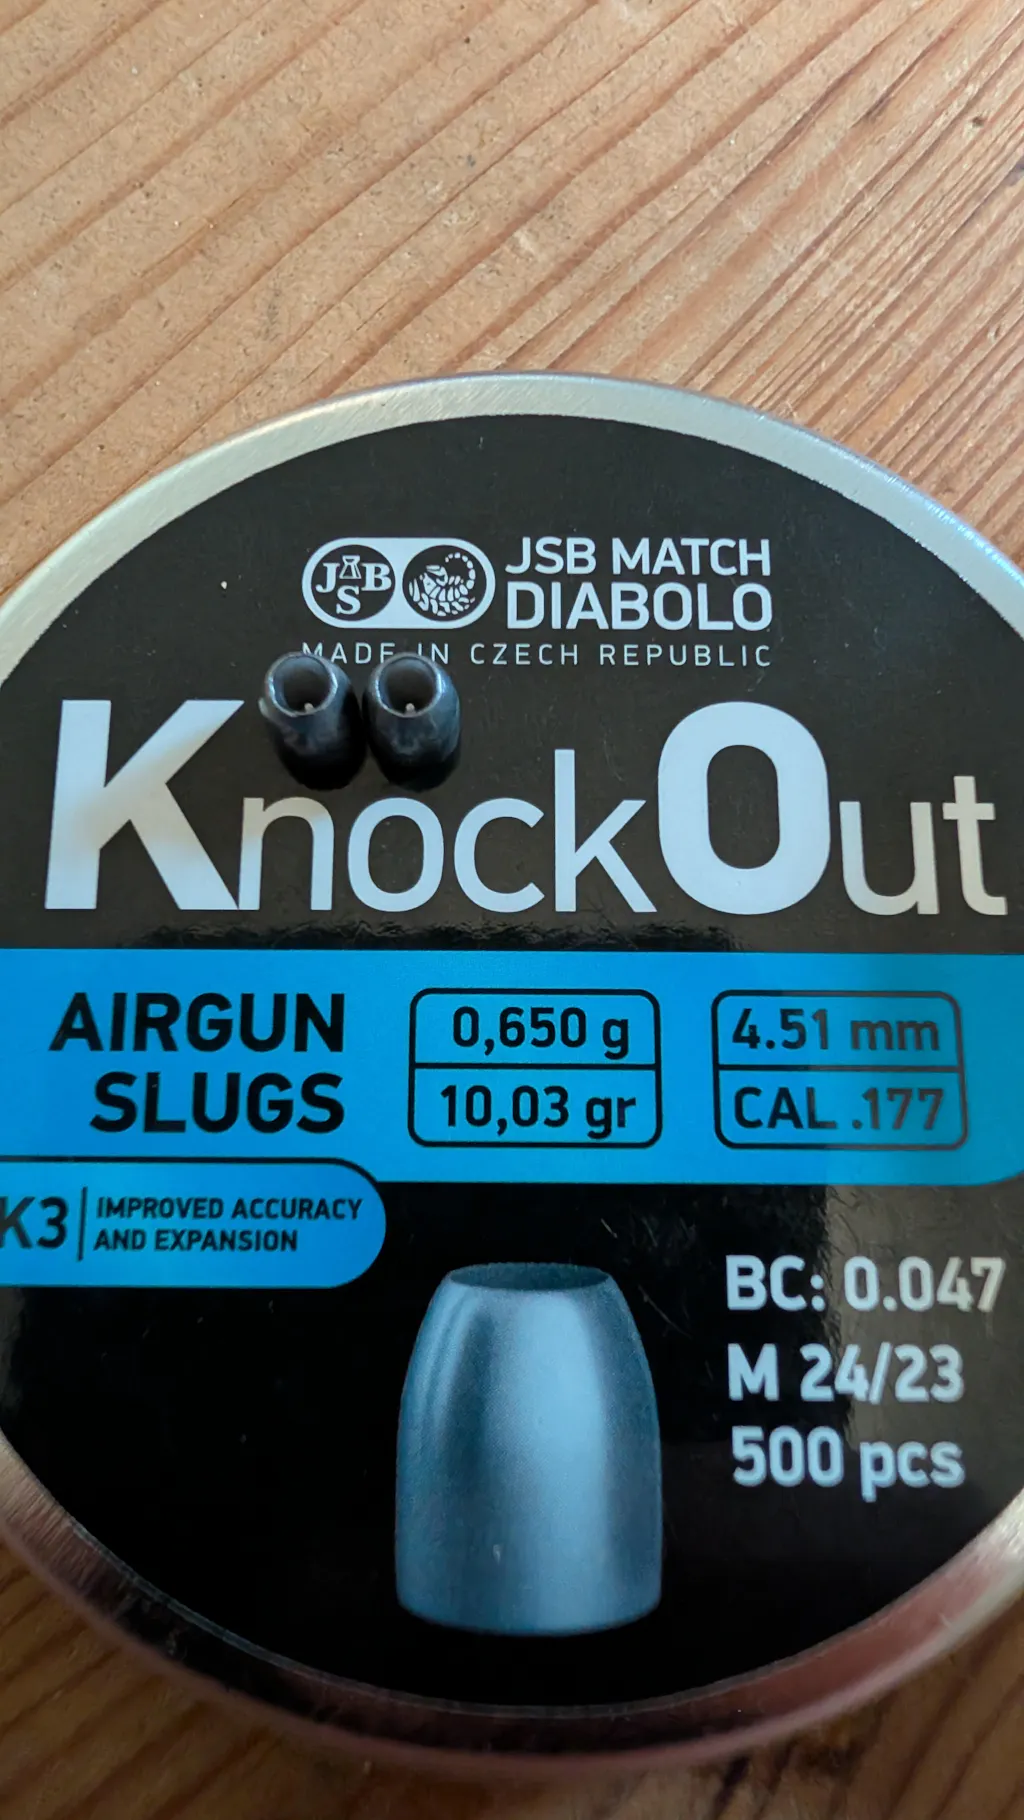 JSB
JSB MATCH
DIABOLO
MADE IN CZECH REPUBLIC
KnockOut
AIRGUN
SLUGS
0,650 g
10,03 gr
4.51 mm
CAL .177
K3 IMPROVED ACCURACY
AND EXPANSION
BC: 0.047
M 24/23
500 pcs